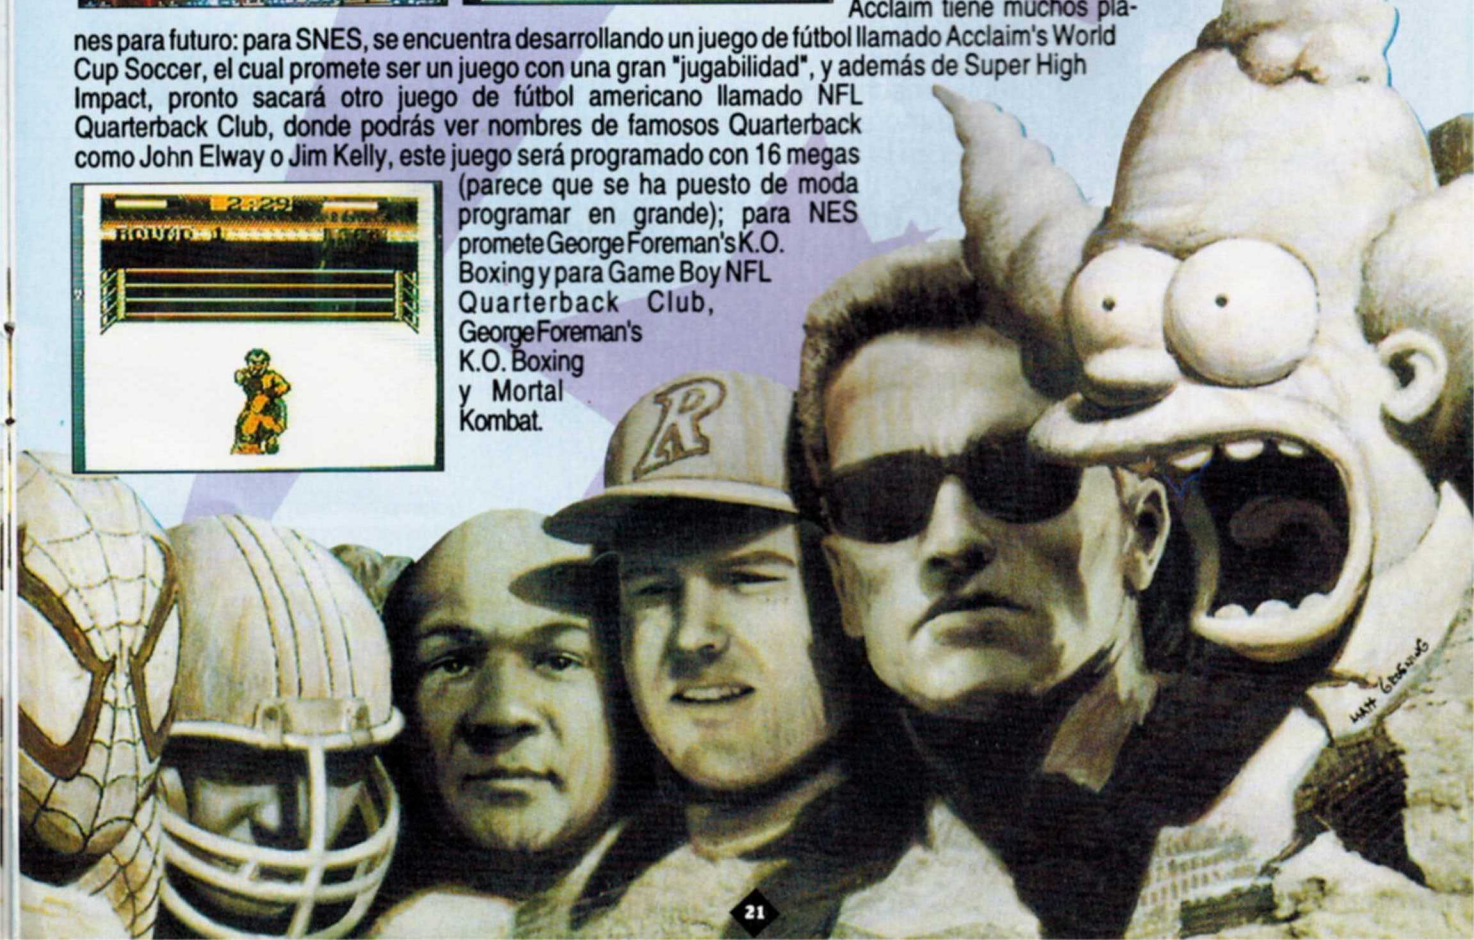 Acclaim tiene muchos pla-
nes para futuro: para SNES, se encuentra desarrollando un juego de fútbol llamado Acclaim's World
Cup Soccer, el cual promete ser un juego con una gran "jugabilidad", y además de Super High
Impact, pronto sacará otro juego de fútbol americano llamado NFL
Quarterback Club, donde podrás ver nombres de famosos Quarterback
como John Elway o Jim Kelly, este juego será programado con 16 megas
(parece que se ha puesto de moda
programar en grande); para NES
promete George Foreman's K.O.
Boxing y para Game Boy NFL
Quarterback Club,
George Foreman's
K.O. Boxing
y Mortal
Kombat.
2:29
ROUND 1
R
MATT GROENING
21